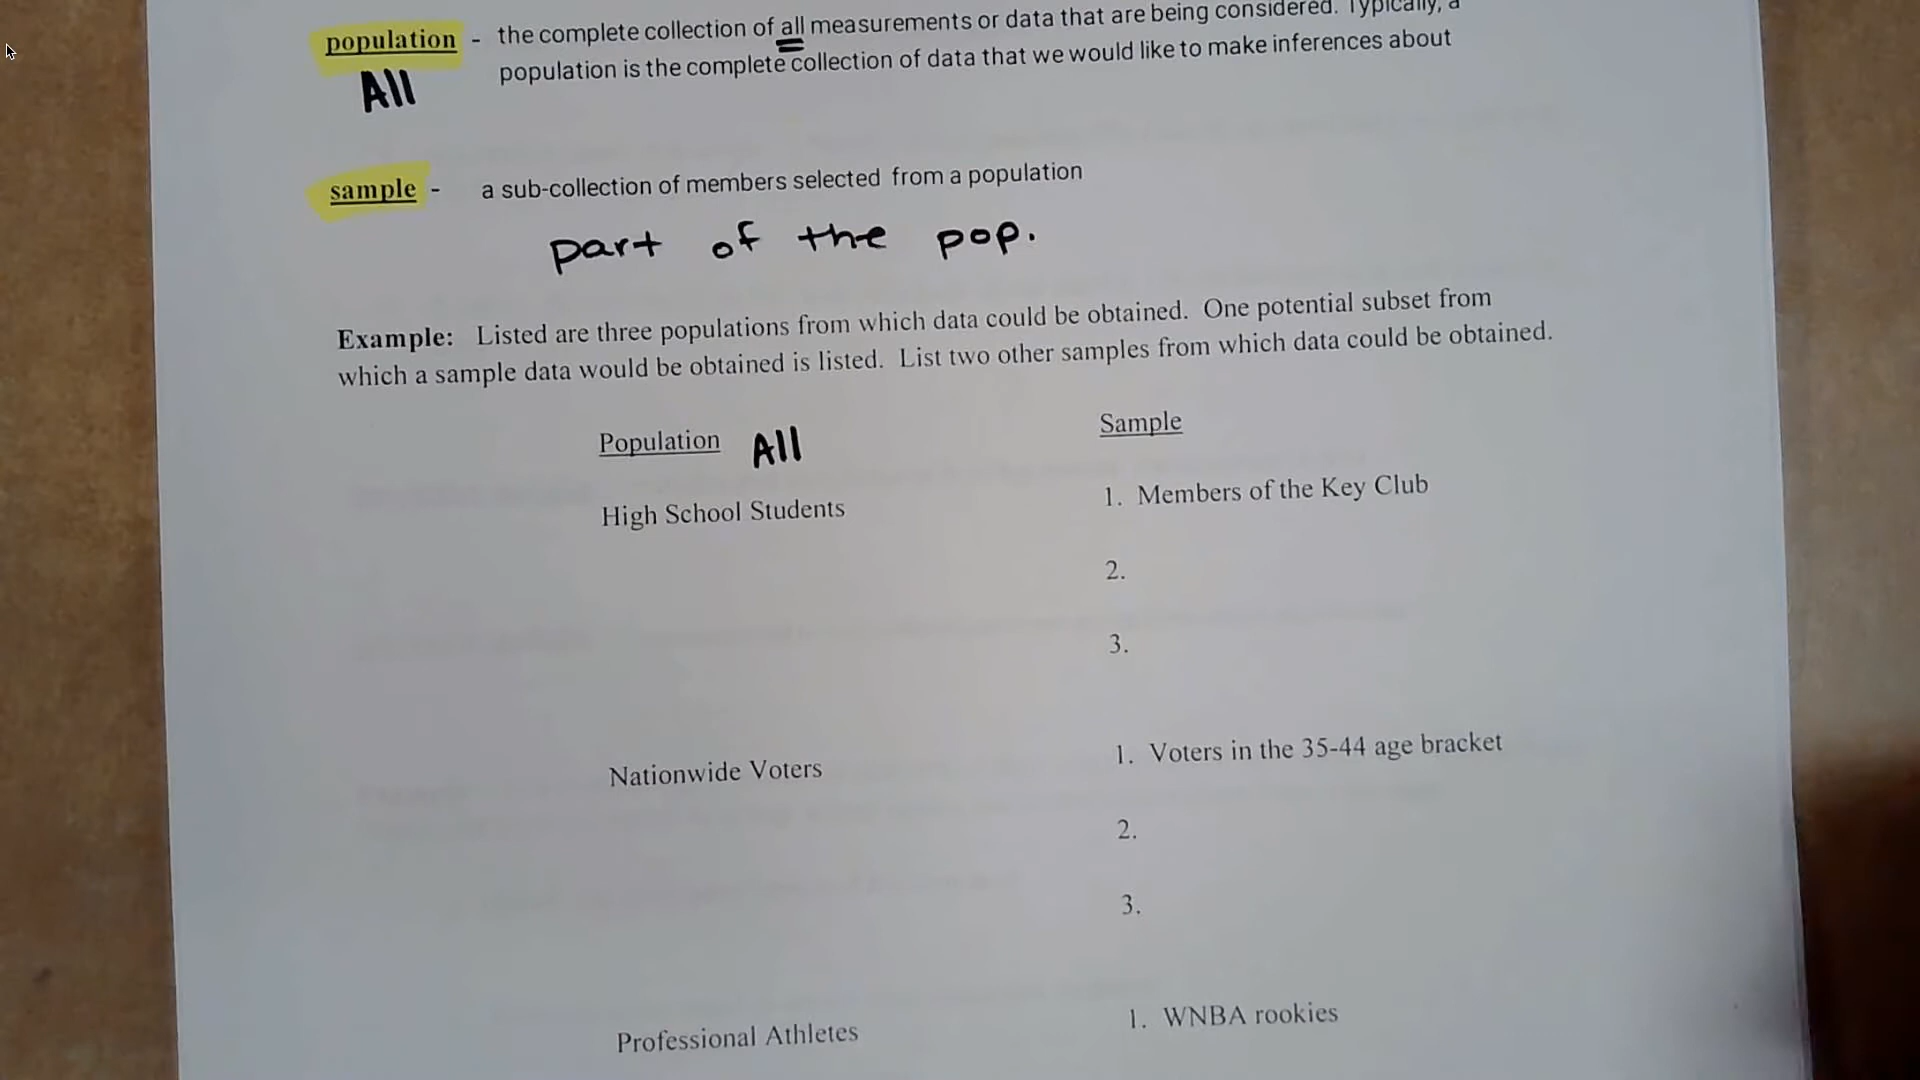 population - the complete collection of all measurements or data that are being considered. Typically, a
population is the complete collection of data that we would like to make inferences about
All
sample - a sub-collection of members selected from a population
part of the pop.
Example: Listed are three populations from which data could be obtained. One potential subset from
which a sample data would be obtained is listed. List two other samples from which data could be obtained.
Population All
Sample
High School Students
1. Members of the Key Club
2.
3.
Nationwide Voters
1. Voters in the 35-44 age bracket
2.
3.
Professional Athletes
1. WNBA rookies